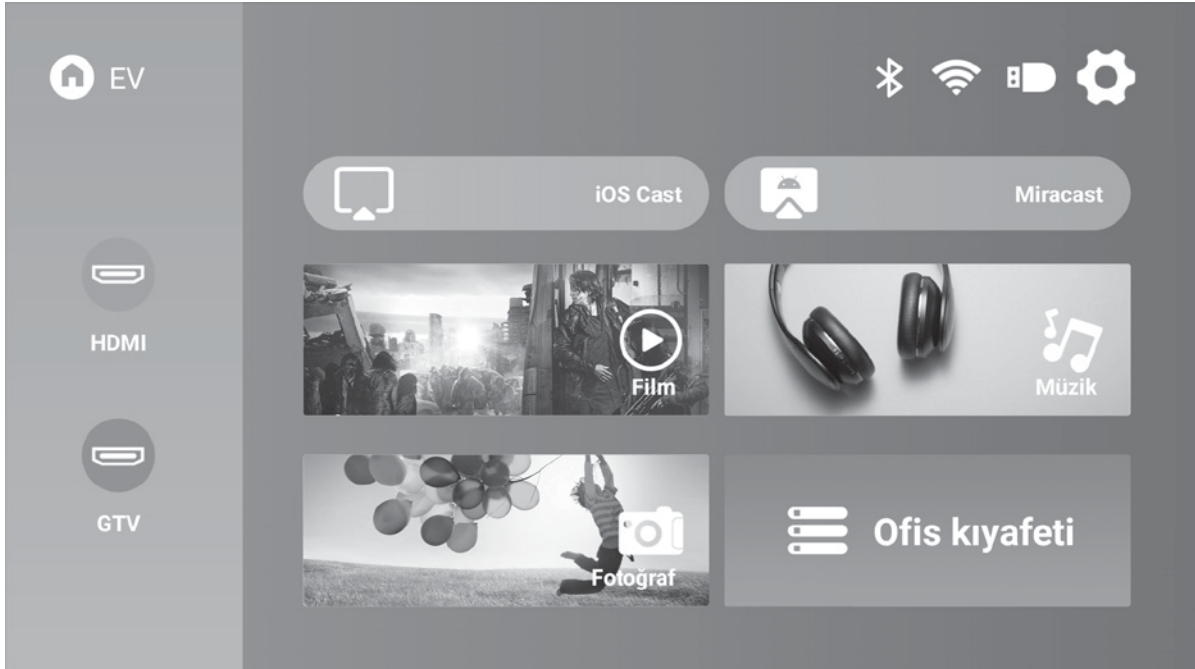 EV
iOS Cast
Miracast
HDMI
Film
Müzik
GTV
Fotoğraf
Ofis kıyafeti